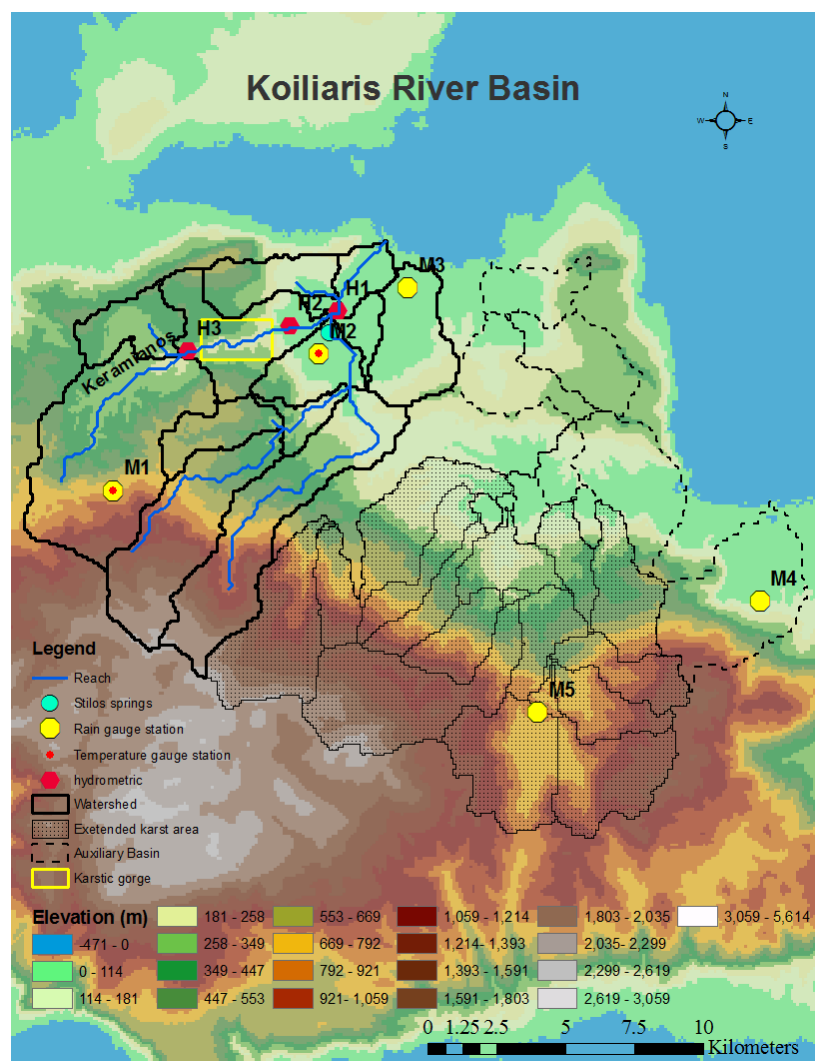 Koiliaris River Basin
N
W E
S
M3
H1
H2
M2
H3
Keramianos
M1
M4
M5
Legend
Reach
Stilos springs
Rain gauge station
Temperature gauge station
hydrometric
Watershed
Exetended karst area
Auxiliary Basin
Karstic gorge
Elevation (m)
-471 - 0
0 - 114
114 - 181
181 - 258
258 - 349
349 - 447
447 - 553
553 - 669
669 - 792
792 - 921
921- 1,059
1,059 - 1,214
1,214- 1,393
1,393 - 1,591
1,591 - 1,803
1,803 - 2,035
2,035- 2,299
2,299 - 2,619
2,619 - 3,059
3,059 - 5,614
0 1.25 2.5 5 7.5 10
Kilometers